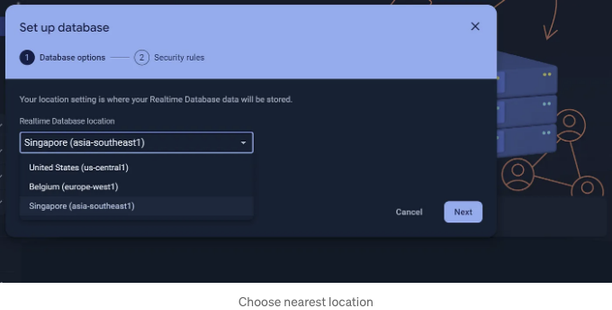 Set up database
1 Database options
2 Security rules
Your location setting is where your Realtime Database data will be stored.
Realtime Database location
Singapore (asia-southeast1)
United States (us-central1)
Belgium (europe-west1)
Singapore (asia-southeast1)
Cancel
Next
Choose nearest location